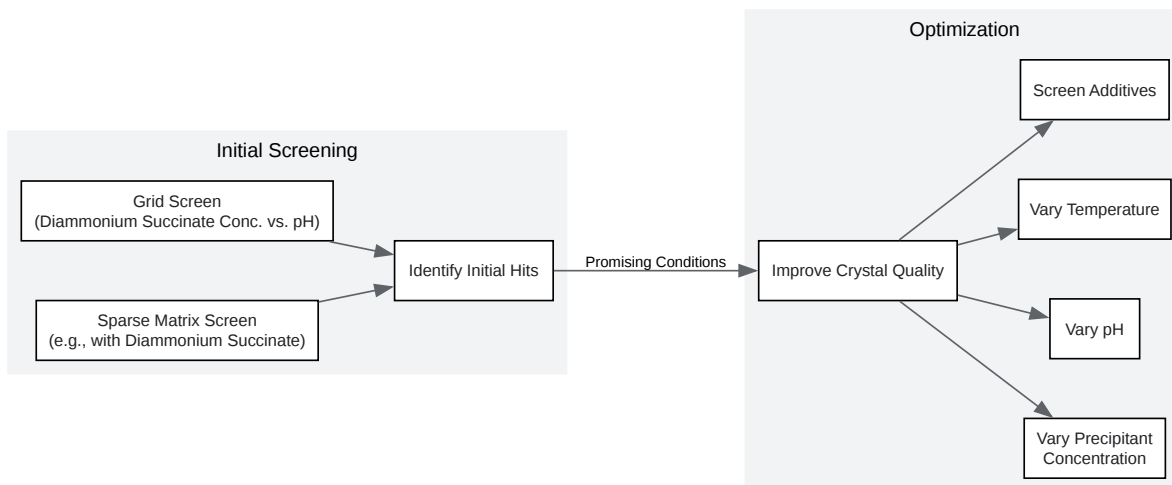 Initial Screening
Grid Screen
(Diammonium Succinate Conc. vs. pH)
Sparse Matrix Screen
(e.g., with Diammonium Succinate)
Identify Initial Hits
Promising Conditions
Optimization
Improve Crystal Quality
Screen Additives
Vary Temperature
Vary pH
Vary Precipitant
Concentration